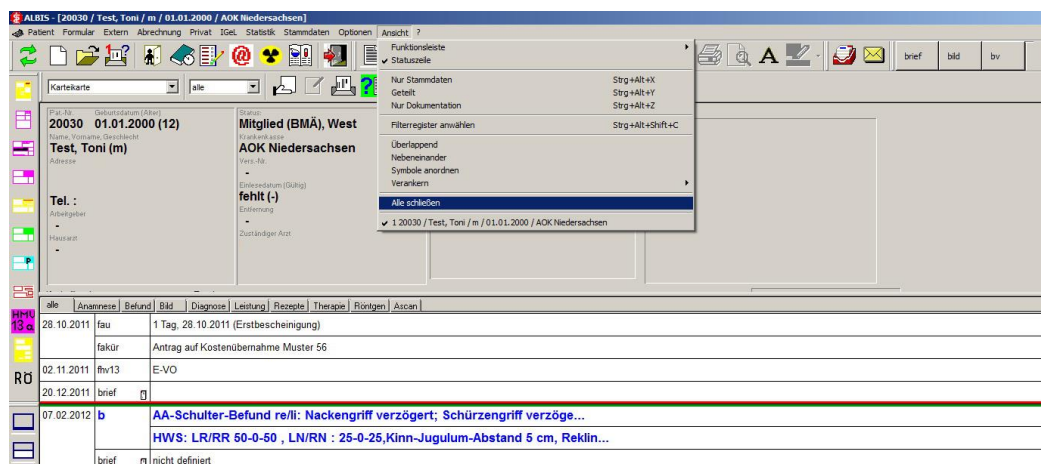 ALBIS - [20030 / Test, Toni / m / 01.01.2000 / AOK Niedersachsen]
Patient Formular Extern Abrechnung Privat IGeL Statistik Stammdaten Optionen Ansicht ?
brief bild bv
Karteikarte alle
Funktionsleiste
Statuszeile
Nur Stammdaten Strg+Alt+X
Geteilt Strg+Alt+Y
Nur Dokumentation Strg+Alt+Z
Filterregister anwählen Strg+Alt+Shift+C
Überlappend
Nebeneinander
Symbole anordnen
Verankern
Alle schließen
1 20030 / Test, Toni / m / 01.01.2000 / AOK Niedersachsen
Pat.-Nr. Geburtsdatum (Alter)
20030 01.01.2000 (12)
Name, Vorname, Geschlecht
Test, Toni (m)
Adresse
Tel. :
Arbeitgeber
-
Hausarzt
-
Status:
Mitglied (BMÄ), West
Krankenkasse
AOK Niedersachsen
Vers.-Nr.
-
Einlesedatum (Gültig)
fehlt (-)
Entfernung
-
Zuständiger Arzt
P
HMV
13 a
RÖ
alle Anamnese Befund Bild Diagnose Leistung Rezepte Therapie Röntgen Ascan
28.10.2011 fau 1 Tag, 28.10.2011 (Erstbescheinigung)
fakür Antrag auf Kostenübernahme Muster 56
02.11.2011 fhv13 E-VO
20.12.2011 brief
07.02.2012 b AA-Schulter-Befund re/li: Nackengriff verzögert; Schürzengriff verzöge...
HWS: LR/RR 50-0-50 , LN/RN : 25-0-25,Kinn-Jugulum-Abstand 5 cm, Reklin...
brief nicht definiert